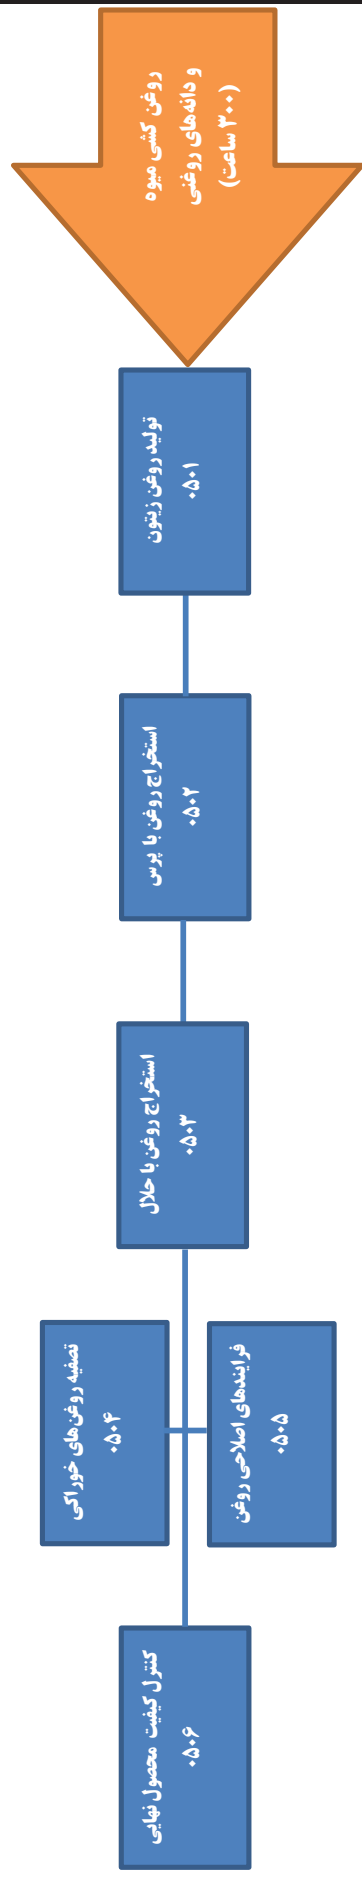 روغن کشی میوه
و دانه‌های روغنی
(۳۰۰ ساعت)
تولید روغن زیتون
۰۵۰۱
استخراج روغن با پرس
۰۵۰۲
استخراج روغن با حلال
۰۵۰۳
تصفیه روغن‌های خوراکی
۰۵۰۴
فرایندهای اصلاحی روغن
۰۵۰۵
کنترل کیفیت محصول نهایی
۰۵۰۶